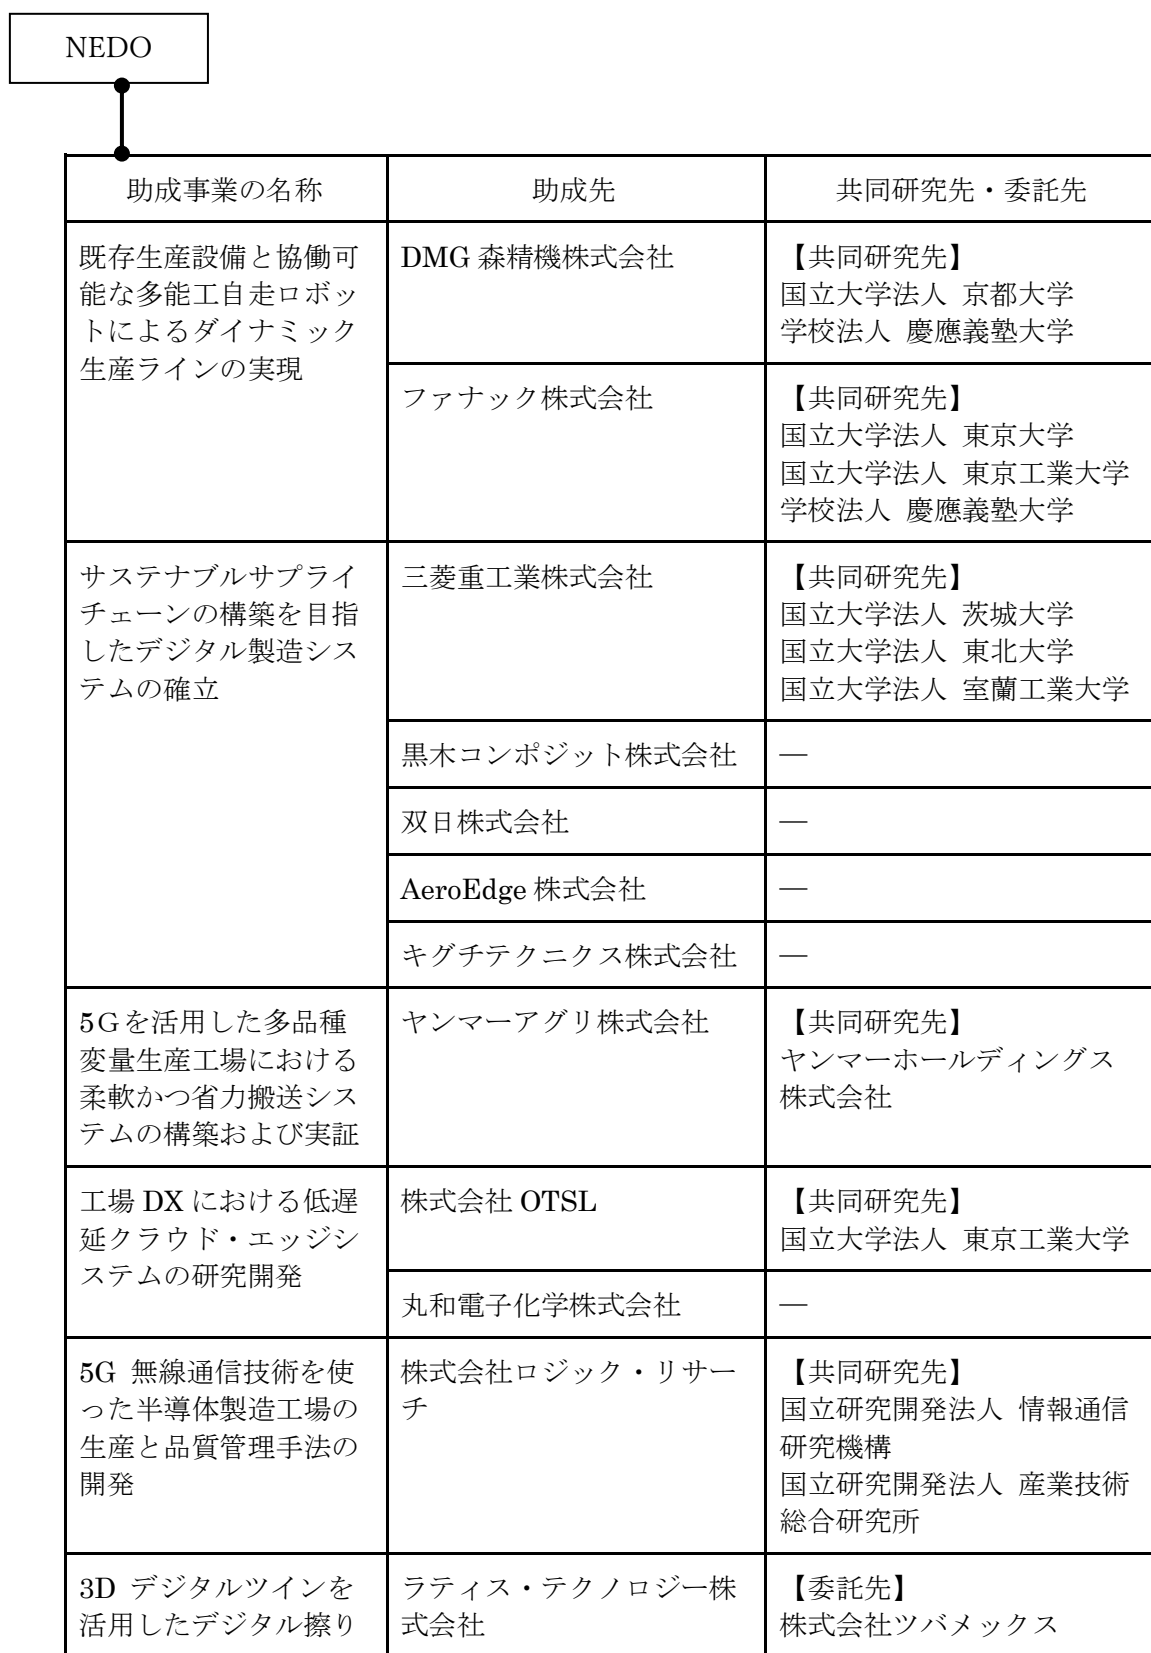 NEDO
助成事業の名称
助成先
共同研究先・委託先
既存生産設備と協働可
能な多能工自走ロボッ
トによるダイナミック
生産ラインの実現
DMG 森精機株式会社
【共同研究先】
国立大学法人 京都大学
学校法人 慶應義塾大学
ファナック株式会社
【共同研究先】
国立大学法人 東京大学
国立大学法人 東京工業大学
学校法人 慶應義塾大学
サステナブルサプライ
チェーンの構築を目指
したデジタル製造シス
テムの確立
三菱重工業株式会社
【共同研究先】
国立大学法人 茨城大学
国立大学法人 東北大学
国立大学法人 室蘭工業大学
黒木コンポジット株式会社
―
双日株式会社
―
AeroEdge 株式会社
―
キグチテクニクス株式会社
―
5Gを活用した多品種
変量生産工場における
柔軟かつ省力搬送シス
テムの構築および実証
ヤンマーアグリ株式会社
【共同研究先】
ヤンマーホールディングス
株式会社
工場 DX における低遅
延クラウド・エッジシ
ステムの研究開発
株式会社 OTSL
【共同研究先】
国立大学法人 東京工業大学
丸和電子化学株式会社
―
5G 無線通信技術を使
った半導体製造工場の
生産と品質管理手法の
開発
株式会社ロジック・リサー
チ
【共同研究先】
国立研究開発法人 情報通信
研究機構
国立研究開発法人 産業技術
総合研究所
3D デジタルツインを
活用したデジタル擦り
ラティス・テクノロジー株
式会社
【委託先】
株式会社ツバメックス